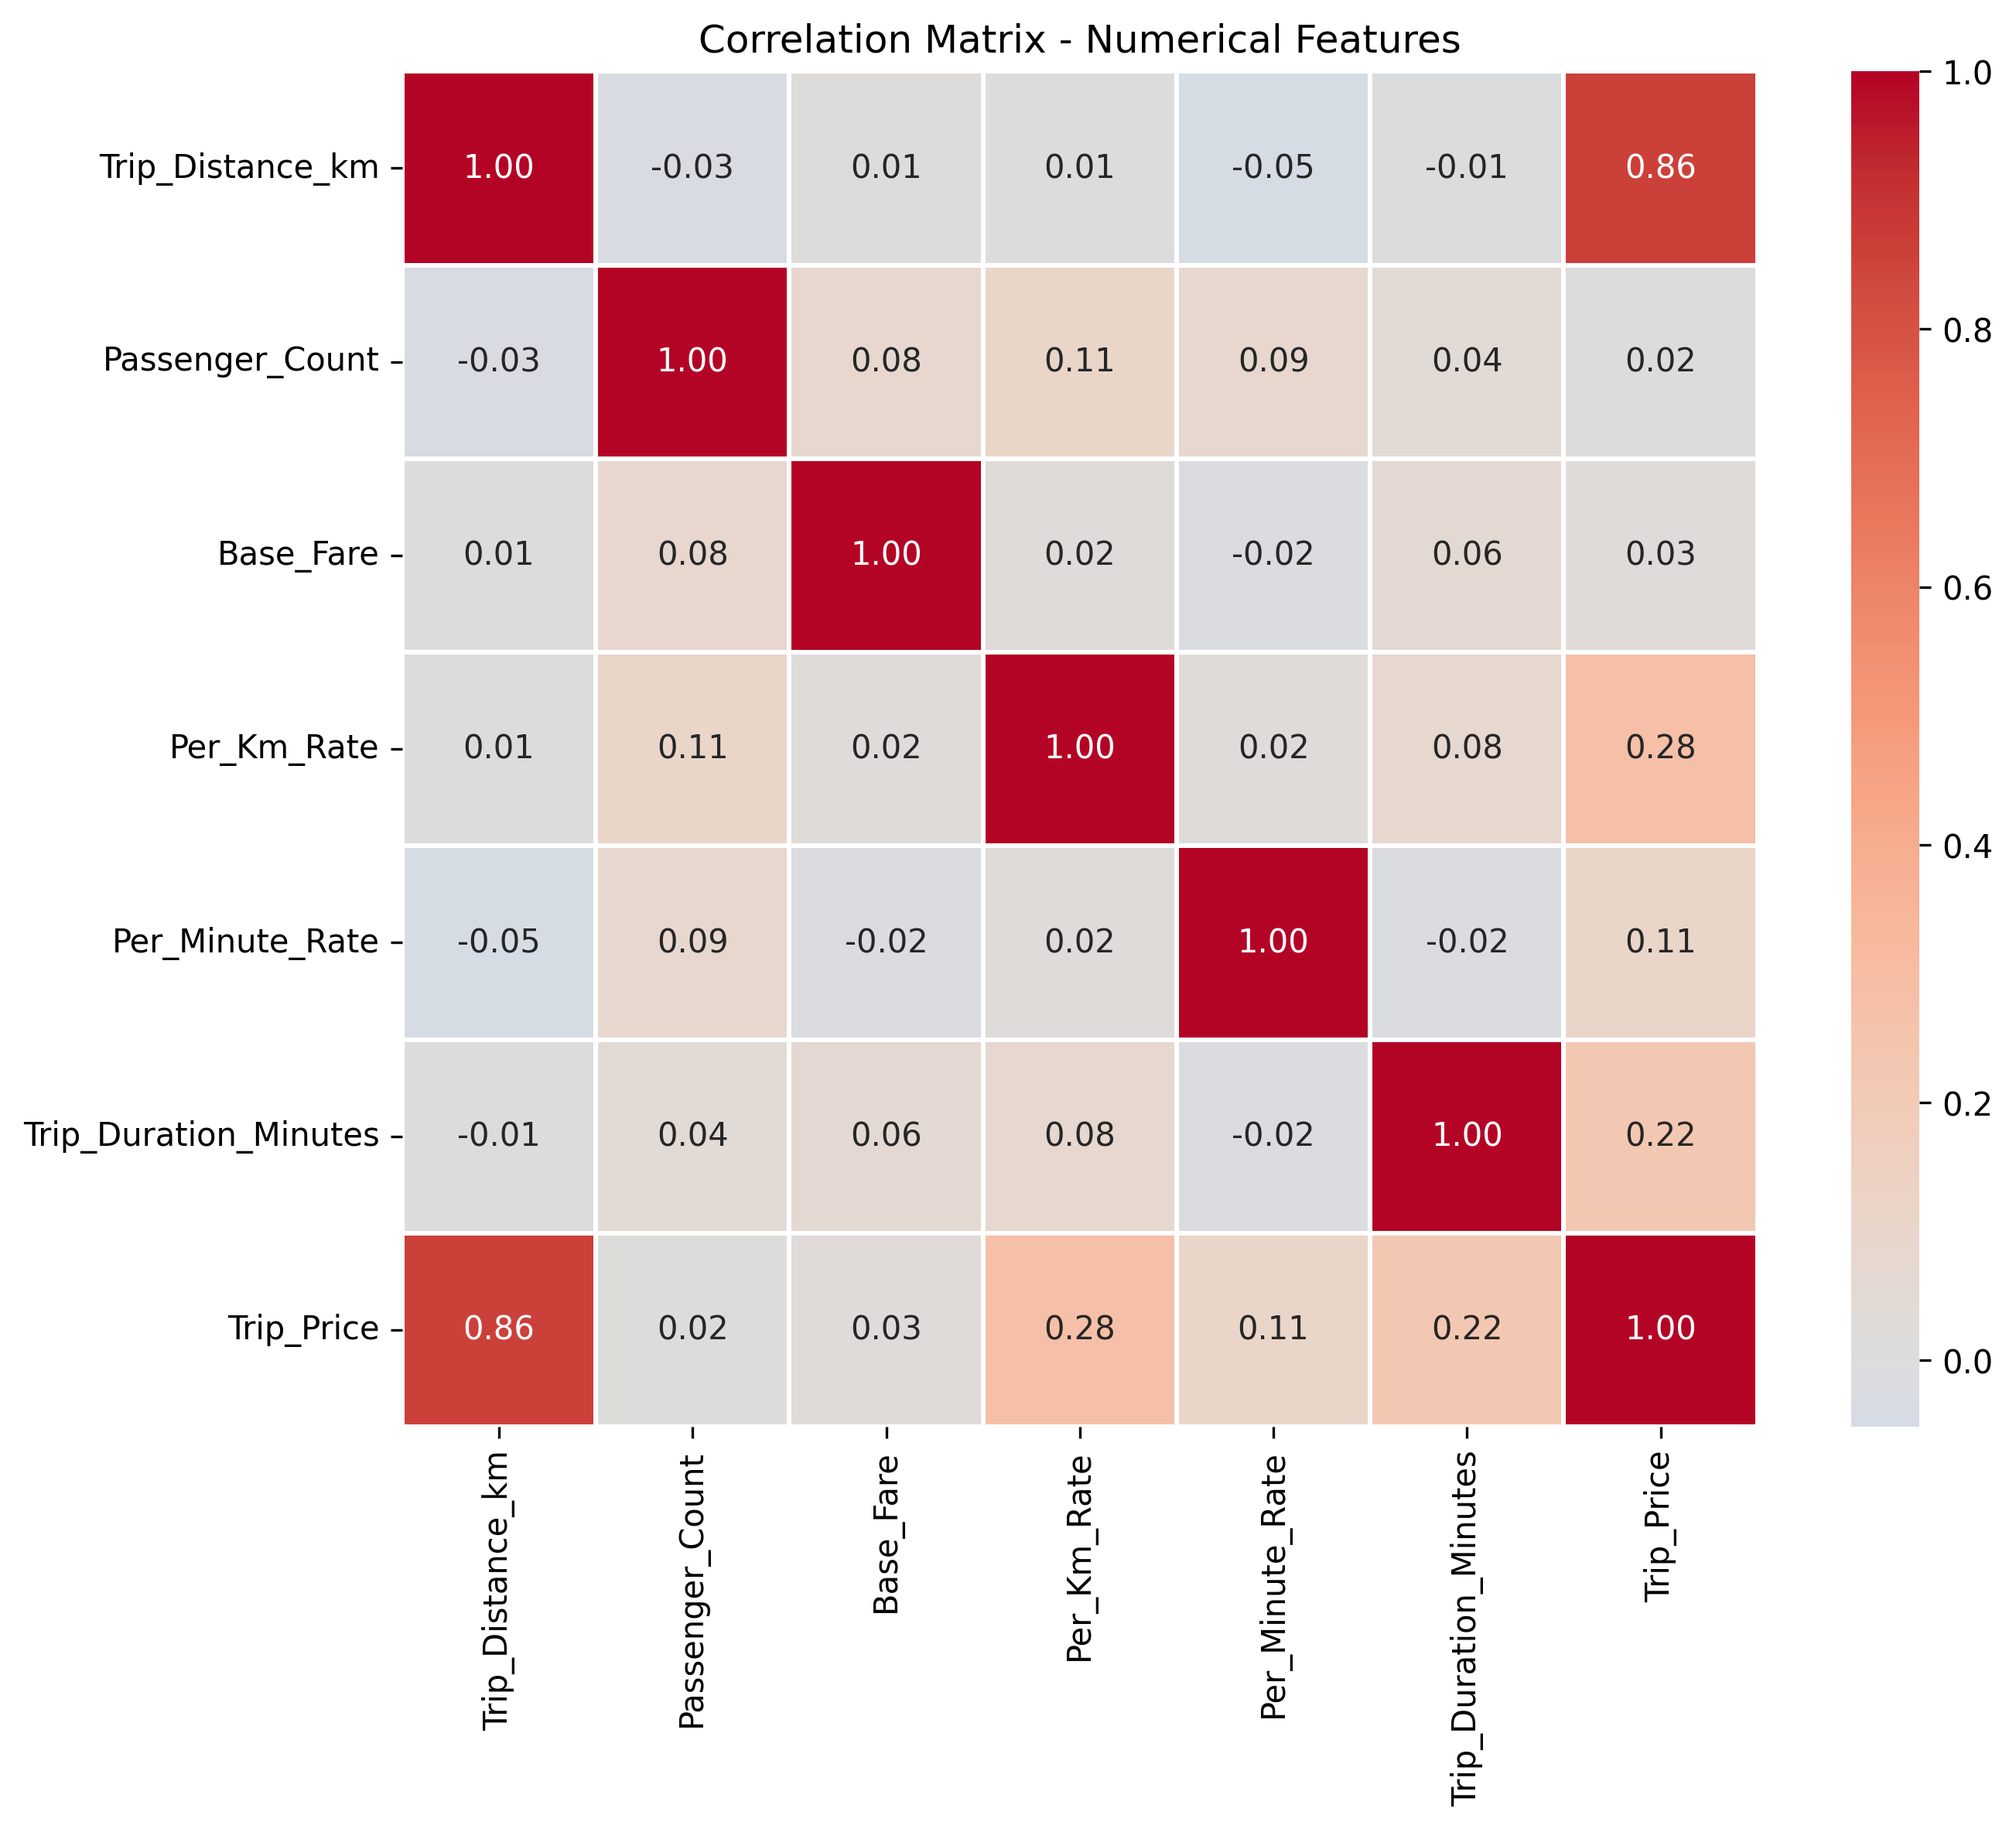 Correlation Matrix - Numerical Features
Trip_Distance_km 1.00 -0.03 0.01 0.01 -0.05 -0.01 0.86
Passenger_Count -0.03 1.00 0.08 0.11 0.09 0.04 0.02
Base_Fare 0.01 0.08 1.00 0.02 -0.02 0.06 0.03
Per_Km_Rate 0.01 0.11 0.02 1.00 0.02 0.08 0.28
Per_Minute_Rate -0.05 0.09 -0.02 0.02 1.00 -0.02 0.11
Trip_Duration_Minutes -0.01 0.04 0.06 0.08 -0.02 1.00 0.22
Trip_Price 0.86 0.02 0.03 0.28 0.11 0.22 1.00
Trip_Distance_km
Passenger_Count
Base_Fare
Per_Km_Rate
Per_Minute_Rate
Trip_Duration_Minutes
Trip_Price
1.0
0.8
0.6
0.4
0.2
0.0